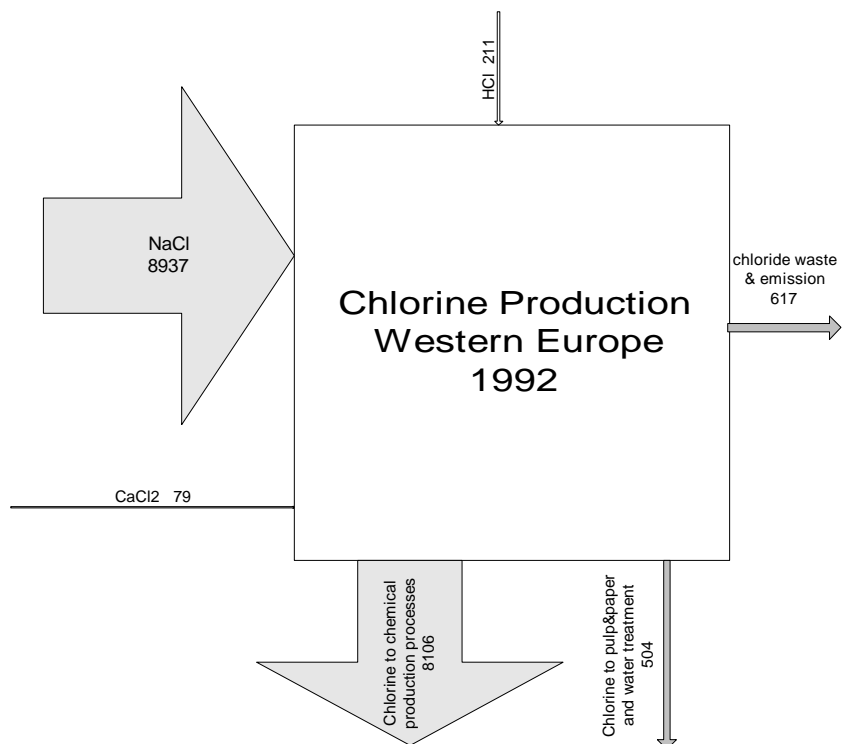 HCl 211
NaCl
8937
Chlorine Production
Western Europe
1992
chloride waste
& emission
617
CaCl2 79
Chlorine to chemical
production processes
8106
Chlorine to pulp&paper
and water treatment
504